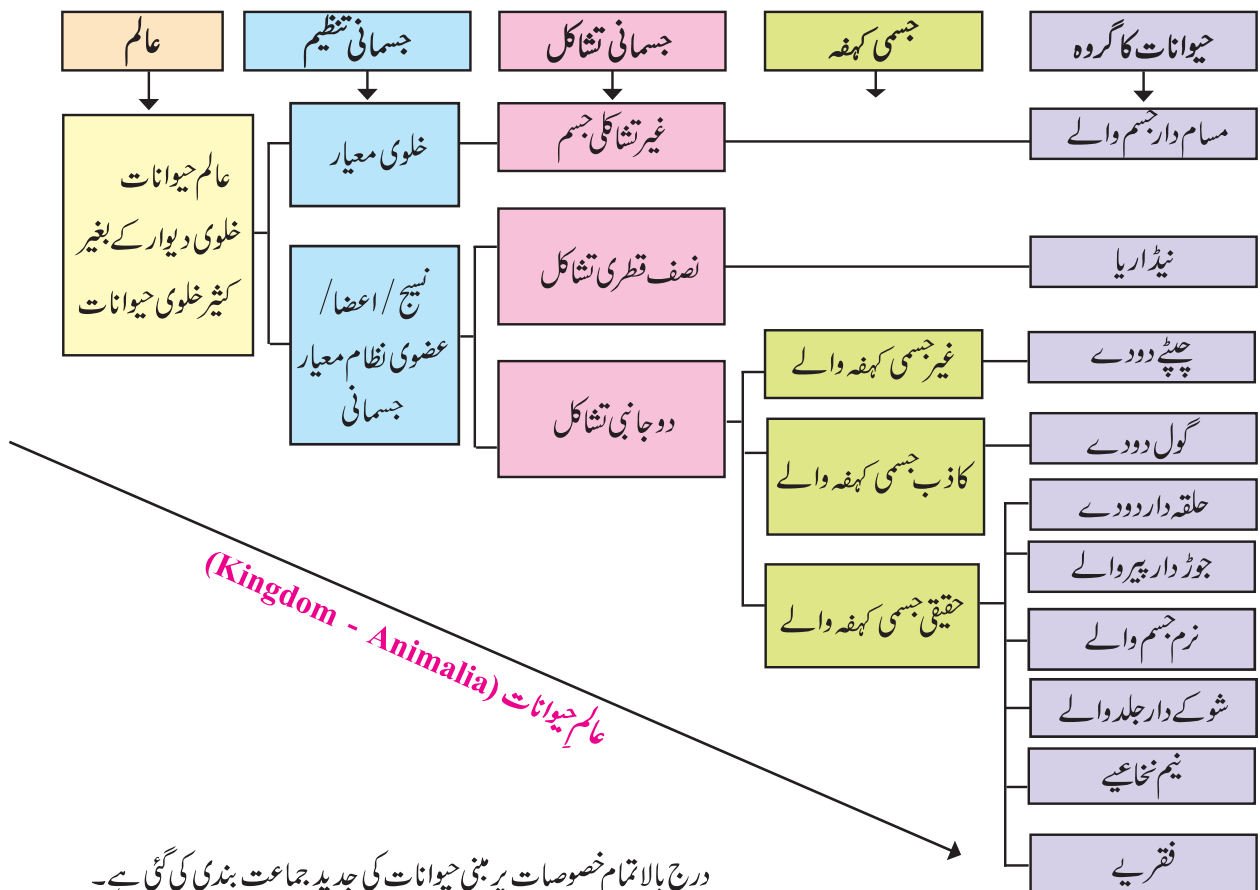 عالم
جسمانی تنظیم
جسمانی تشاکل
جسمی کہفہ
حیوانات کا گروہ
عالم حیوانات
خلوی دیوار کے بغیر
کثیر خلوی حیوانات
خلوی معیار
نسیج / اعضا /
عضوی نظام معیار
جسمانی
غیر تشاکلی جسم
نصف قطری تشاکل
دو جانبی تشاکل
غیر جسمی کہفہ والے
کاذب جسمی کہفہ والے
حقیقی جسمی کہفہ والے
مسام دار جسم والے
نیڈاریا
چپٹے دودے
گول دودے
حلقہ دار دودے
جوڑ دار پیر والے
نرم جسم والے
شوکے دار جلد والے
نیم نخاعیے
فقریے
عالمِ حیوانات (Kingdom - Animalia)
درج بالا تمام خصوصات پر مبنی حیوانات کی جدید جماعت بندی کی گئی ہے۔